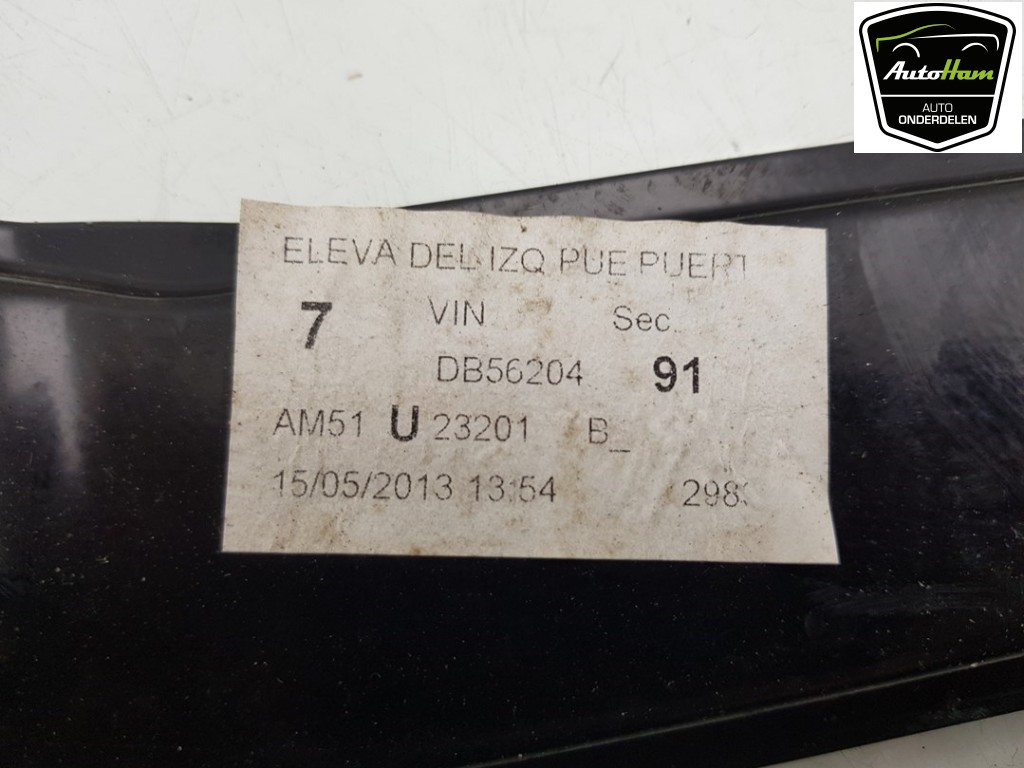 AutoHam
AUTO
ONDERDELEN
ELEVA DEL IZQ PUE PUERT
7 VIN Sec.
DB56204 91
AM51 U 23201 B_
15/05/2013 13:54 2983